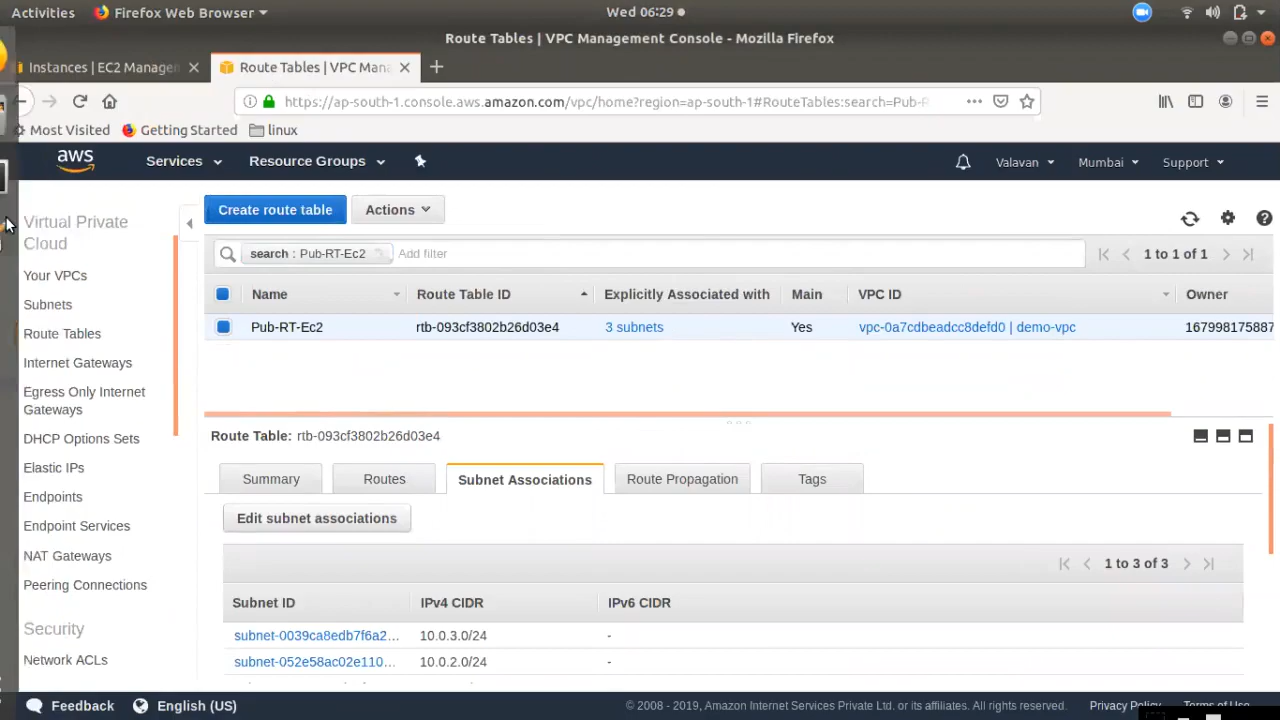 Activities Firefox Web Browser Wed 06:29
Route Tables | VPC Management Console - Mozilla Firefox
Instances | EC2 Manag Route Tables | VPC Man
https://ap-south-1.console.aws.amazon.com/vpc/home?region=ap-south-1#RouteTables:search=Pub-R
Most Visited Getting Started linux
aws Services Resource Groups Valavan Mumbai Support
Virtual Private
Cloud
Your VPCs
Subnets
Route Tables
Internet Gateways
Egress Only Internet
Gateways
DHCP Options Sets
Elastic IPs
Endpoints
Endpoint Services
NAT Gateways
Peering Connections
Security
Network ACLs
Create route table Actions
search : Pub-RT-Ec2 Add filter 1 to 1 of 1
Name Route Table ID Explicitly Associated with Main VPC ID Owner
Pub-RT-Ec2 rtb-093cf3802b26d03e4 3 subnets Yes vpc-0a7cdbeadcc8defd0 | demo-vpc 167998175887
Route Table: rtb-093cf3802b26d03e4
Summary Routes Subnet Associations Route Propagation Tags
Edit subnet associations
1 to 3 of 3
Subnet ID IPv4 CIDR IPv6 CIDR
subnet-0039ca8edb7f6a2... 10.0.3.0/24 -
subnet-052e58ac02e110... 10.0.2.0/24 -
Feedback English (US) © 2008 - 2019, Amazon Internet Services Private Ltd. or its affiliates. All rights reserved. Privacy Policy Terms of Use